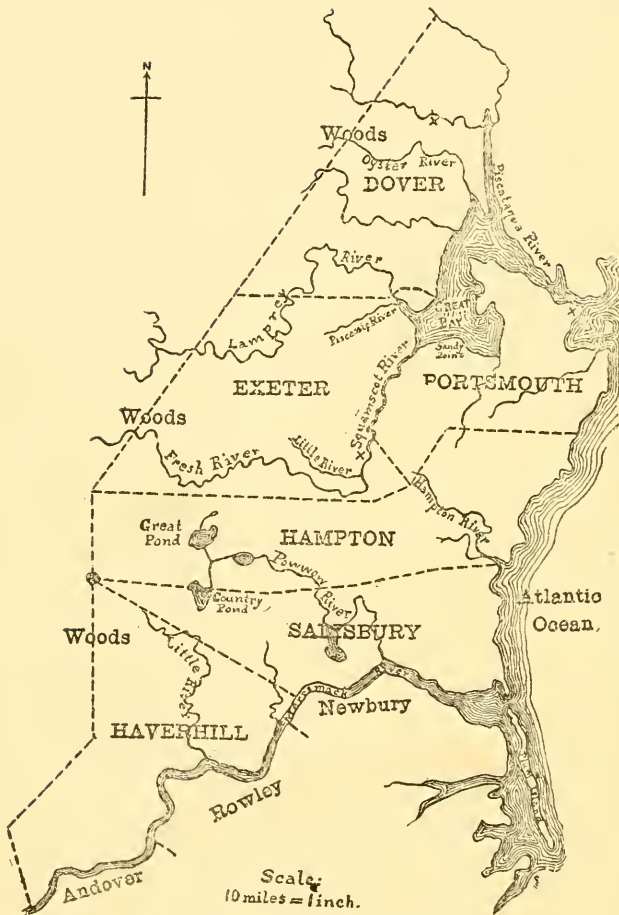 N
Woods
Oyster River
DOVER
Piscataqua River
River
Lamprey
GREAT
BAY
Piscassic River
Sandy
Point
EXETER
Squamscot River
PORTSMOUTH
Woods
Fresh River
Little River
Hampton River
Great
Pond
HAMPTON
Powwow
River
Country
Pond
Atlantic
Ocean,
Woods
Little
River
SALISBURY
Merrimack
River
Newbury
HAVERHILL
Rowley
Andover
Scale;
10 miles = 1 inch.